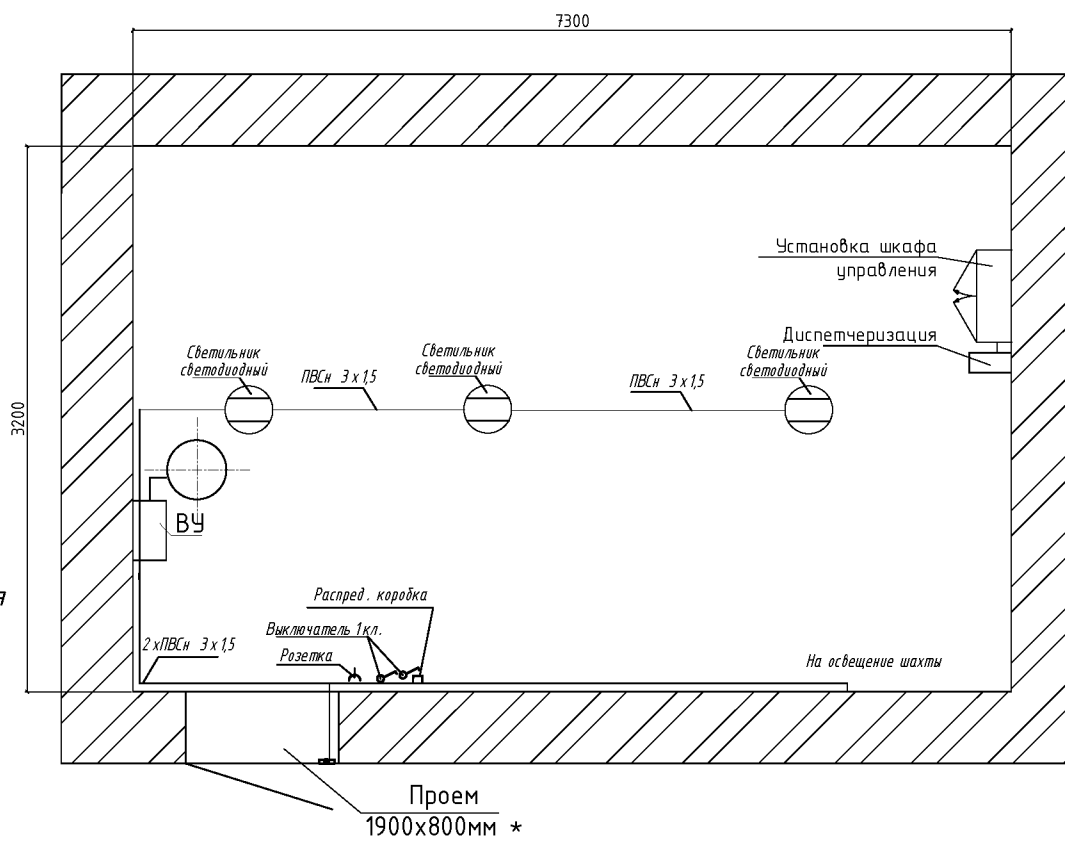 7300
Установка шкафа
управления
Диспетчеризация
Светильник
светодиодный
Светильник
светодиодный
Светильник
светодиодный
ПВСн 3 х 1,5
ПВСн 3 х 1,5
3200
ВУ
я
Распред. коробка
Выключатель 1кл.
2 хПВСн 3 х 1,5
Розетка
На освещение шахты
Проем
1900х800мм *